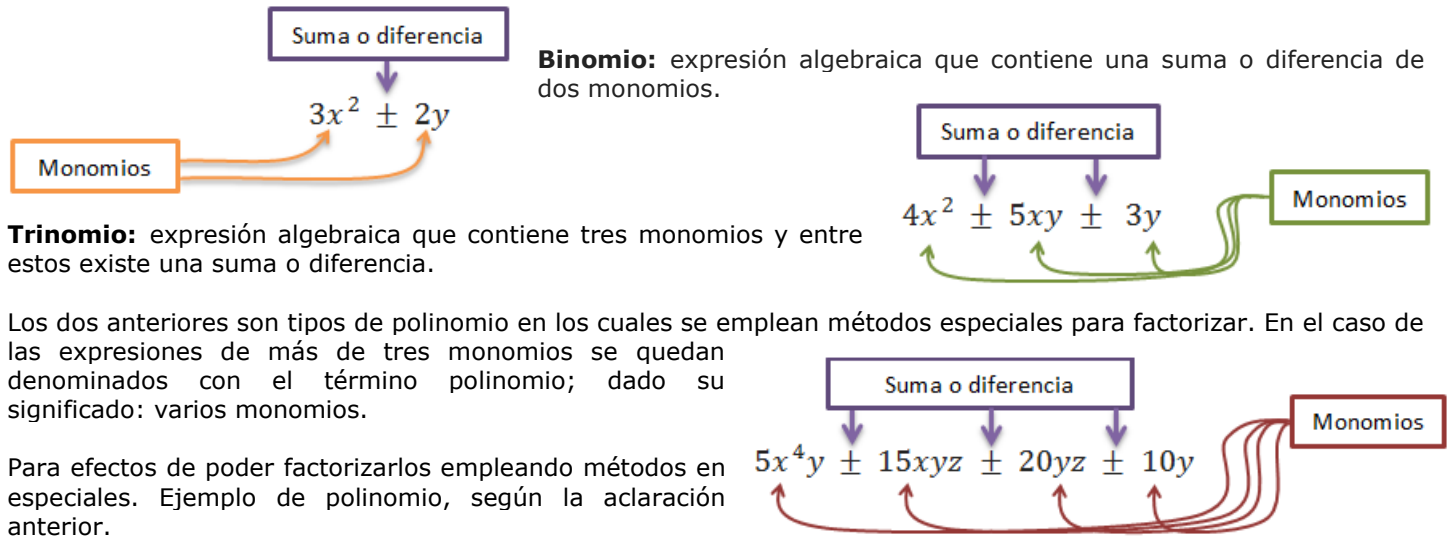 Suma o diferencia
Binomio: expresión algebraica que contiene una suma o diferencia de
dos monomios.
3x² ± 2y
Monomios
Suma o diferencia
4x² ± 5xy ± 3y
Monomios
Trinomio: expresión algebraica que contiene tres monomios y entre
estos existe una suma o diferencia.
Los dos anteriores son tipos de polinomio en los cuales se emplean métodos especiales para factorizar. En el caso de
las expresiones de más de tres monomios se quedan
denominados con el término polinomio; dado su
significado: varios monomios.
Suma o diferencia
Monomios
5x⁴y ± 15xyz ± 20yz ± 10y
Para efectos de poder factorizarlos empleando métodos en
especiales. Ejemplo de polinomio, según la aclaración
anterior.